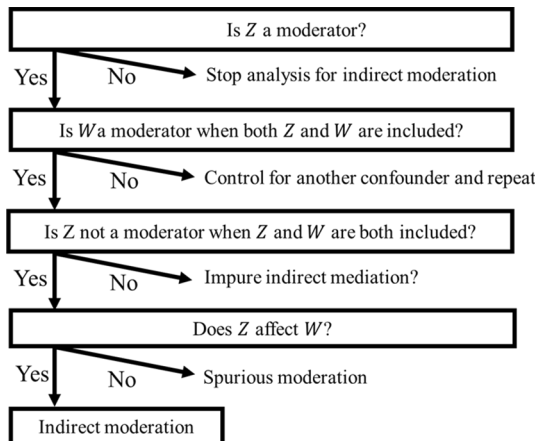 Is Z a moderator?
Yes No Stop analysis for indirect moderation
Is W a moderator when both Z and W are included?
Yes No Control for another confounder and repeat
Is Z not a moderator when Z and W are both included?
Yes No Impure indirect mediation?
Does Z affect W?
Yes No Spurious moderation
Indirect moderation